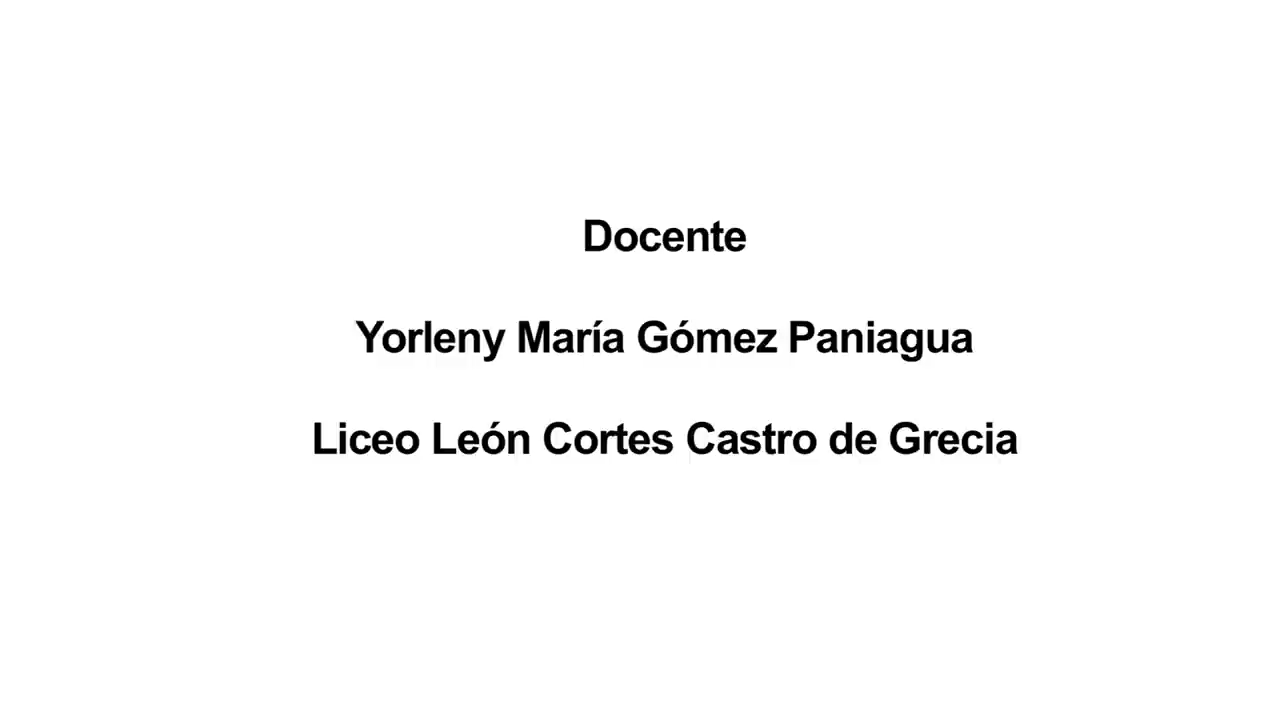 Docente
Yorleny María Gómez Paniagua
Liceo León Cortes Castro de Grecia